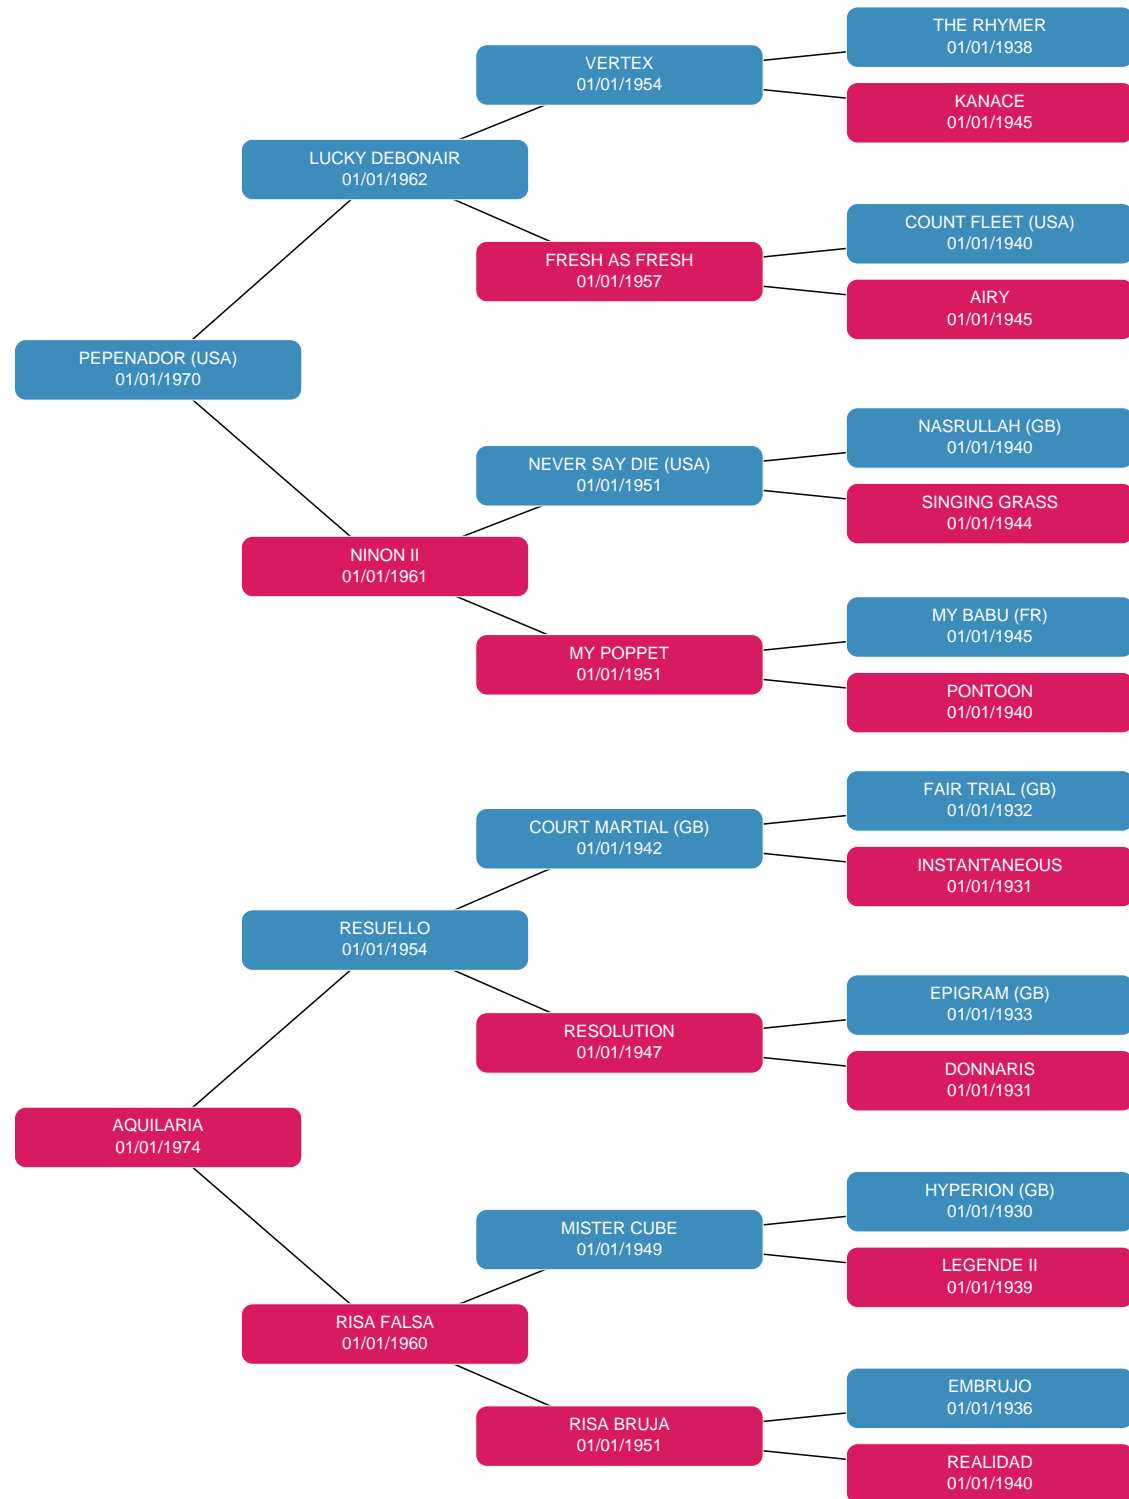 THE RHYMER
01/01/1938
VERTEX
01/01/1954
KANACE
01/01/1945
LUCKY DEBONAIR
01/01/1962
COUNT FLEET (USA)
01/01/1940
FRESH AS FRESH
01/01/1957
AIRY
01/01/1945
PEPENADOR (USA)
01/01/1970
NASRULLAH (GB)
01/01/1940
NEVER SAY DIE (USA)
01/01/1951
SINGING GRASS
01/01/1944
NINON II
01/01/1961
MY BABU (FR)
01/01/1945
MY POPPET
01/01/1951
PONTOON
01/01/1940
FAIR TRIAL (GB)
01/01/1932
COURT MARTIAL (GB)
01/01/1942
INSTANTANEOUS
01/01/1931
RESUELLO
01/01/1954
EPIGRAM (GB)
01/01/1933
RESOLUTION
01/01/1947
DONNARIS
01/01/1931
AQUILARIA
01/01/1974
HYPERION (GB)
01/01/1930
MISTER CUBE
01/01/1949
LEGENDE II
01/01/1939
RISA FALSA
01/01/1960
EMBRUJO
01/01/1936
RISA BRUJA
01/01/1951
REALIDAD
01/01/1940